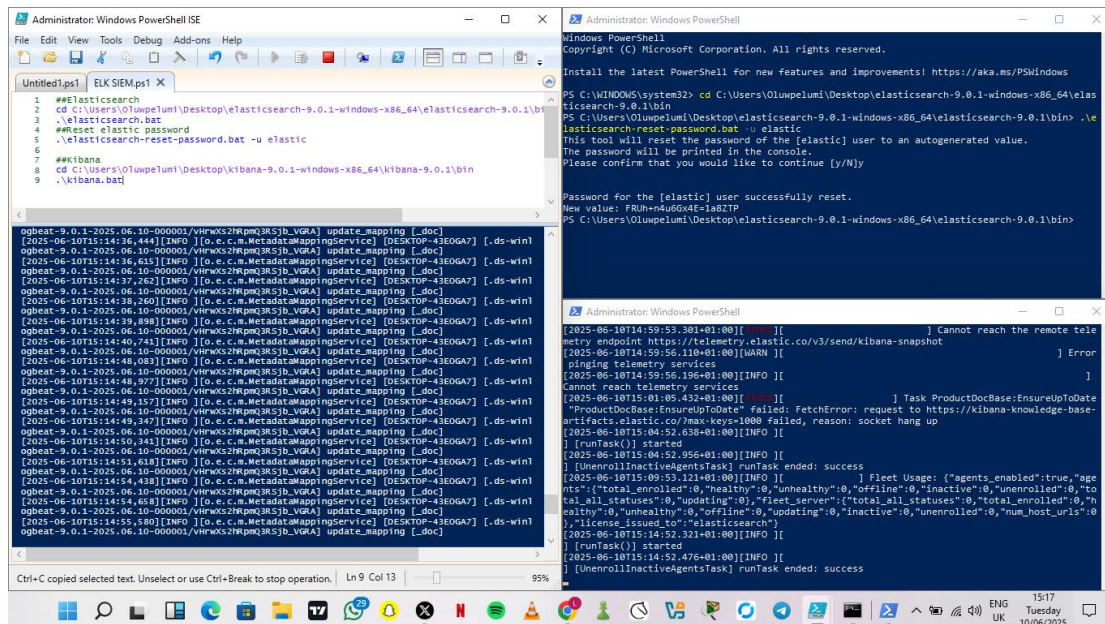 Administrator: Windows PowerShell ISE
File Edit View Tools Debug Add-ons Help
Untitled1.ps1 ELK SIEM.ps1 X
1 ##Elasticsearch
2 cd C:\Users\Oluwpelumi\Desktop\elasticsearch-9.0.1-windows-x86_64\elasticsearch-9.0.1\bi
3 .\elasticsearch.bat
4 ##Reset elastic password
5 .\elasticsearch-reset-password.bat -u elastic
6
7 ##Kibana
8 cd C:\Users\Oluwpelumi\Desktop\kibana-9.0.1-windows-x86_64\kibana-9.0.1\bin
9 .\kibana.bat
ogbeat-9.0.1-2025.06.10-000001/vHrwXs2hRpmQ3RSjb_VGRA] update_mapping [_doc]
[2025-06-10T15:14:36,444][INFO ][o.e.c.m.MetadataMappingService] [DESKTOP-43EOGA7] [.ds-winl
ogbeat-9.0.1-2025.06.10-000001/vHrwXs2hRpmQ3RSjb_VGRA] update_mapping [_doc]
[2025-06-10T15:14:36,615][INFO ][o.e.c.m.MetadataMappingService] [DESKTOP-43EOGA7] [.ds-winl
ogbeat-9.0.1-2025.06.10-000001/vHrwXs2hRpmQ3RSjb_VGRA] update_mapping [_doc]
[2025-06-10T15:14:37,262][INFO ][o.e.c.m.MetadataMappingService] [DESKTOP-43EOGA7] [.ds-winl
ogbeat-9.0.1-2025.06.10-000001/vHrwXs2hRpmQ3RSjb_VGRA] update_mapping [_doc]
[2025-06-10T15:14:38,260][INFO ][o.e.c.m.MetadataMappingService] [DESKTOP-43EOGA7] [.ds-winl
ogbeat-9.0.1-2025.06.10-000001/vHrwXs2hRpmQ3RSjb_VGRA] update_mapping [_doc]
[2025-06-10T15:14:39,898][INFO ][o.e.c.m.MetadataMappingService] [DESKTOP-43EOGA7] [.ds-winl
ogbeat-9.0.1-2025.06.10-000001/vHrwXs2hRpmQ3RSjb_VGRA] update_mapping [_doc]
[2025-06-10T15:14:40,741][INFO ][o.e.c.m.MetadataMappingService] [DESKTOP-43EOGA7] [.ds-winl
ogbeat-9.0.1-2025.06.10-000001/vHrwXs2hRpmQ3RSjb_VGRA] update_mapping [_doc]
[2025-06-10T15:14:48,083][INFO ][o.e.c.m.MetadataMappingService] [DESKTOP-43EOGA7] [.ds-winl
ogbeat-9.0.1-2025.06.10-000001/vHrwXs2hRpmQ3RSjb_VGRA] update_mapping [_doc]
[2025-06-10T15:14:48,977][INFO ][o.e.c.m.MetadataMappingService] [DESKTOP-43EOGA7] [.ds-winl
ogbeat-9.0.1-2025.06.10-000001/vHrwXs2hRpmQ3RSjb_VGRA] update_mapping [_doc]
[2025-06-10T15:14:49,157][INFO ][o.e.c.m.MetadataMappingService] [DESKTOP-43EOGA7] [.ds-winl
ogbeat-9.0.1-2025.06.10-000001/vHrwXs2hRpmQ3RSjb_VGRA] update_mapping [_doc]
[2025-06-10T15:14:49,347][INFO ][o.e.c.m.MetadataMappingService] [DESKTOP-43EOGA7] [.ds-winl
ogbeat-9.0.1-2025.06.10-000001/vHrwXs2hRpmQ3RSjb_VGRA] update_mapping [_doc]
[2025-06-10T15:14:50,341][INFO ][o.e.c.m.MetadataMappingService] [DESKTOP-43EOGA7] [.ds-winl
ogbeat-9.0.1-2025.06.10-000001/vHrwXs2hRpmQ3RSjb_VGRA] update_mapping [_doc]
[2025-06-10T15:14:51,618][INFO ][o.e.c.m.MetadataMappingService] [DESKTOP-43EOGA7] [.ds-winl
ogbeat-9.0.1-2025.06.10-000001/vHrwXs2hRpmQ3RSjb_VGRA] update_mapping [_doc]
[2025-06-10T15:14:54,438][INFO ][o.e.c.m.MetadataMappingService] [DESKTOP-43EOGA7] [.ds-winl
ogbeat-9.0.1-2025.06.10-000001/vHrwXs2hRpmQ3RSjb_VGRA] update_mapping [_doc]
[2025-06-10T15:14:54,658][INFO ][o.e.c.m.MetadataMappingService] [DESKTOP-43EOGA7] [.ds-winl
ogbeat-9.0.1-2025.06.10-000001/vHrwXs2hRpmQ3RSjb_VGRA] update_mapping [_doc]
[2025-06-10T15:14:55,580][INFO ][o.e.c.m.MetadataMappingService] [DESKTOP-43EOGA7] [.ds-winl
ogbeat-9.0.1-2025.06.10-000001/vHrwXs2hRpmQ3RSjb_VGRA] update_mapping [_doc]
Ctrl+C copied selected text. Unselect or use Ctrl+Break to stop operation. Ln 9 Col 13 95%
Administrator: Windows PowerShell
Windows PowerShell
Copyright (C) Microsoft Corporation. All rights reserved.
Install the latest PowerShell for new features and improvements! https://aka.ms/PSWindows
PS C:\WINDOWS\system32> cd C:\Users\Oluwpelumi\Desktop\elasticsearch-9.0.1-windows-x86_64\elas
ticsearch-9.0.1\bin
PS C:\Users\Oluwpelumi\Desktop\elasticsearch-9.0.1-windows-x86_64\elasticsearch-9.0.1\bin> .\e
lasticsearch-reset-password.bat -u elastic
This tool will reset the password of the [elastic] user to an autogenerated value.
The password will be printed in the console.
Please confirm that you would like to continue [y/N]y
Password for the [elastic] user successfully reset.
New value: FRUh+n4u6Gx4E=1a8ZTP
PS C:\Users\Oluwpelumi\Desktop\elasticsearch-9.0.1-windows-x86_64\elasticsearch-9.0.1\bin>
Administrator: Windows PowerShell
[2025-06-10T14:59:53.301+01:00][ERROR][ ] Cannot reach the remote tele
metry endpoint https://telemetry.elastic.co/v3/send/kibana-snapshot
[2025-06-10T14:59:56.110+01:00][WARN ][ ] Error
pinging telemetry services
[2025-06-10T14:59:56.196+01:00][INFO ][ ]
Cannot reach telemetry services
[2025-06-10T15:01:05.432+01:00][ERROR][ ] Task ProductDocBase:EnsureUpToDate
"ProductDocBase:EnsureUpToDate" failed: FetchError: request to https://kibana-knowledge-base-
artifacts.elastic.co/?max-keys=1000 failed, reason: socket hang up
[2025-06-10T15:04:52.638+01:00][INFO ][
] [runTask()] started
[2025-06-10T15:04:52.956+01:00][INFO ][
] [UnenrollInactiveAgentsTask] runTask ended: success
[2025-06-10T15:09:53.121+01:00][INFO ][ ] Fleet Usage: {"agents_enabled":true,"age
nts":{"total_enrolled":0,"healthy":0,"unhealthy":0,"offline":0,"inactive":0,"unenrolled":0,"to
tal_all_statuses":0,"updating":0},"fleet_server":{"total_all_statuses":0,"total_enrolled":0,"h
ealthy":0,"unhealthy":0,"offline":0,"updating":0,"inactive":0,"unenrolled":0,"num_host_urls":0
},"license_issued_to":"elasticsearch"}
[2025-06-10T15:14:52.321+01:00][INFO ][
] [runTask()] started
[2025-06-10T15:14:52.476+01:00][INFO ][
] [UnenrollInactiveAgentsTask] runTask ended: success
29
ENG
UK
15:17
Tuesday
10/06/2025